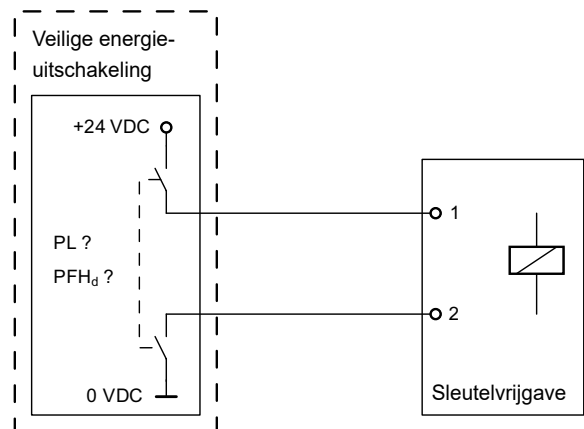 Veilige energie-
uitschakeling
+24 VDC
PL ?
PFHd ?
0 VDC
1
2
Sleutelvrijgave